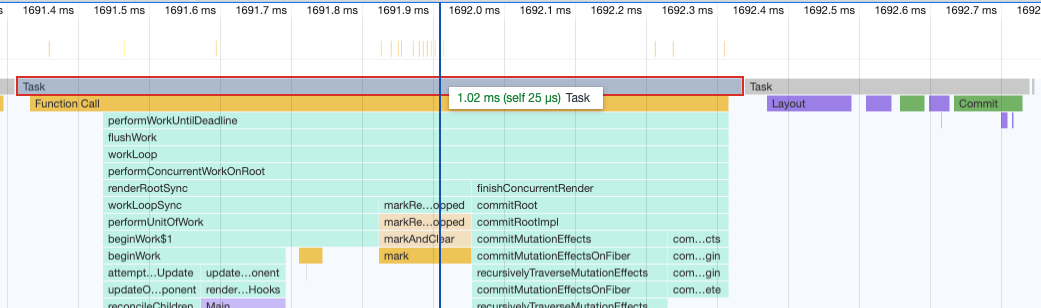 s 1691.4 ms 1691.5 ms 1691.6 ms 1691.7 ms 1691.8 ms 1691.9 ms 1692.0 ms 1692.1 ms 1692.2 ms 1692.3 ms 1692.4 ms 1692.5 ms 1692.6 ms 1692.7 ms 1692
Task Task
1.02 ms (self 25 μs) Task
Function Call Layout Commit
performWorkUntilDeadline
flushWork
workLoop
performConcurrentWorkOnRoot
renderRootSync finishConcurrentRender
workLoopSync markRe...opped commitRoot
performUnitOfWork markRe...opped commitRootImpl
beginWork$1 markAndClear commitMutationEffects com...cts
beginWork mark commitMutationEffectsOnFiber com...gin
attempt...Update update...onent recursivelyTraverseMutationEffects com...gin
updateO...ponent render...Hooks commitMutationEffectsOnFiber com...ete
reconcileChildren Main recursivelyTraverseMutationEffects